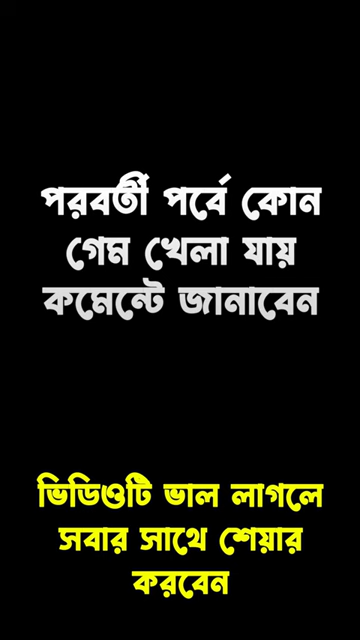 পরবর্তী পর্বে কোন
গেম খেলা যায়
কমেন্টে জানাবেন
ভিডিওটি ভাল লাগলে
সবার সাথে শেয়ার
করবেন